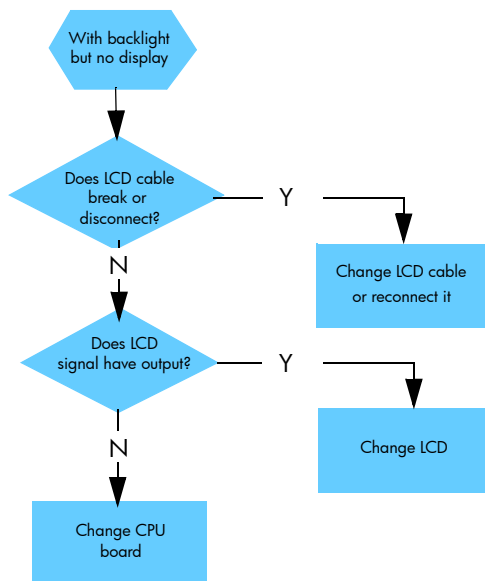 With backlight
but no display
Does LCD cable
break or
disconnect?
Y
Change LCD cable
or reconnect it
N
Does LCD
signal have output?
Y
Change LCD
N
Change CPU
board